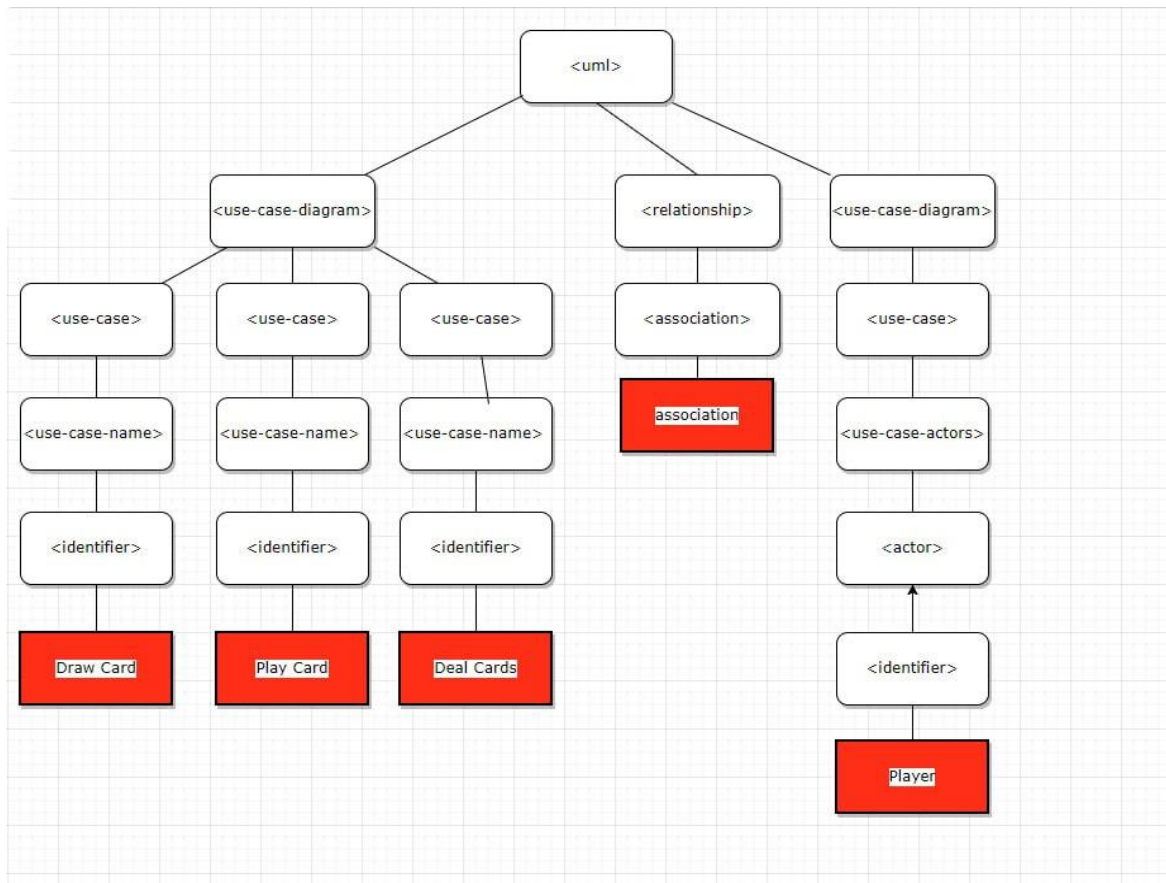 <uml>
<use-case-diagram>
<relationship>
<use-case-diagram>
<use-case>
<use-case>
<use-case>
<association>
<use-case>
<use-case-name>
<use-case-name>
<use-case-name>
association
<use-case-actors>
<identifier>
<identifier>
<identifier>
<actor>
Draw Card
Play Card
Deal Cards
<identifier>
Player